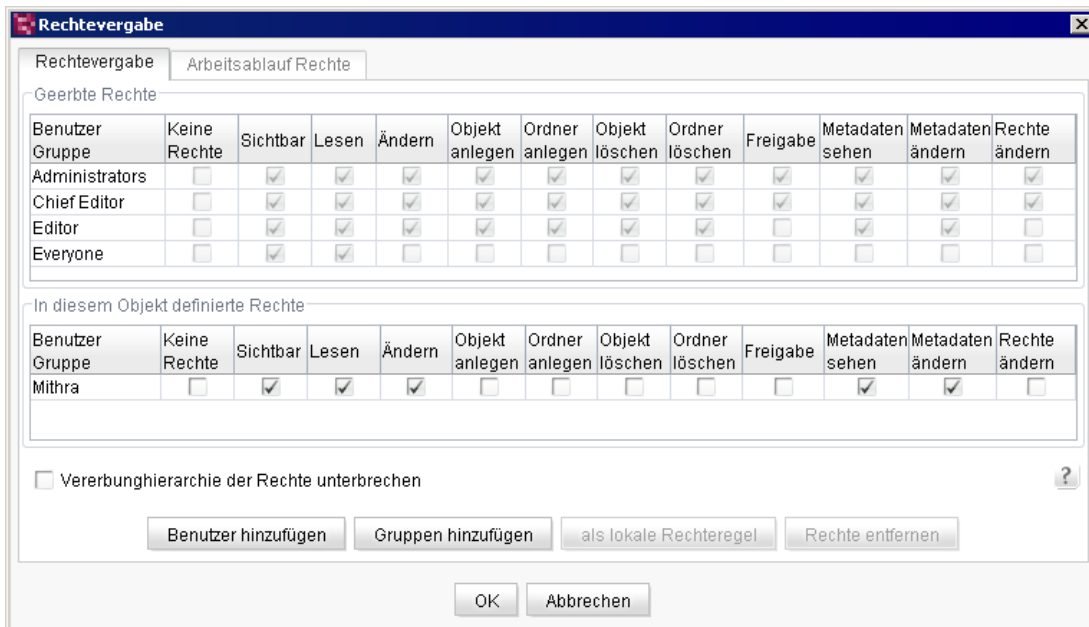 Rechtevergabe
Rechtevergabe Arbeitsablauf Rechte
Geerbte Rechte
Benutzer Keine Objekt Ordner Objekt Ordner Metadaten Metadaten Rechte
Gruppe Rechte Sichtbar Lesen Ändern anlegen anlegen löschen löschen Freigabe sehen ändern ändern
Administrators
Chief Editor
Editor
Everyone
In diesem Objekt definierte Rechte
Benutzer Keine Objekt Ordner Objekt Ordner Metadaten Metadaten Rechte
Gruppe Rechte Sichtbar Lesen Ändern anlegen anlegen löschen löschen Freigabe sehen ändern ändern
Mithra
Vererbunghierarchie der Rechte unterbrechen ?
Benutzer hinzufügen Gruppen hinzufügen als lokale Rechteregel Rechte entfernen
OK Abbrechen